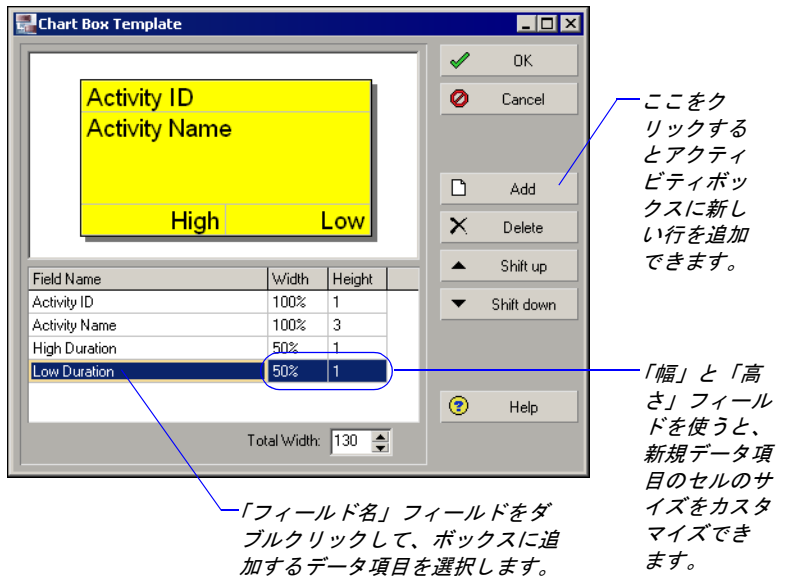 Chart Box Template
Activity ID
Activity Name
High Low
OK
Cancel
Add
Delete
Shift up
Shift down
Help
Field Name Width Height
Activity ID 100% 1
Activity Name 100% 3
High Duration 50% 1
Low Duration 50% 1
Total Width: 130
ここをク
リックする
とアクティ
ビティボッ
クスに新し
い行を追加
できます。
「幅」と「高
さ」フィール
ドを使うと、
新規データ項
目のセルのサ
イズをカスタ
マイズでき
ます。
「フィールド名」フィールドをダ
ブルクリックして、ボックスに追
加するデータ項目を選択します。